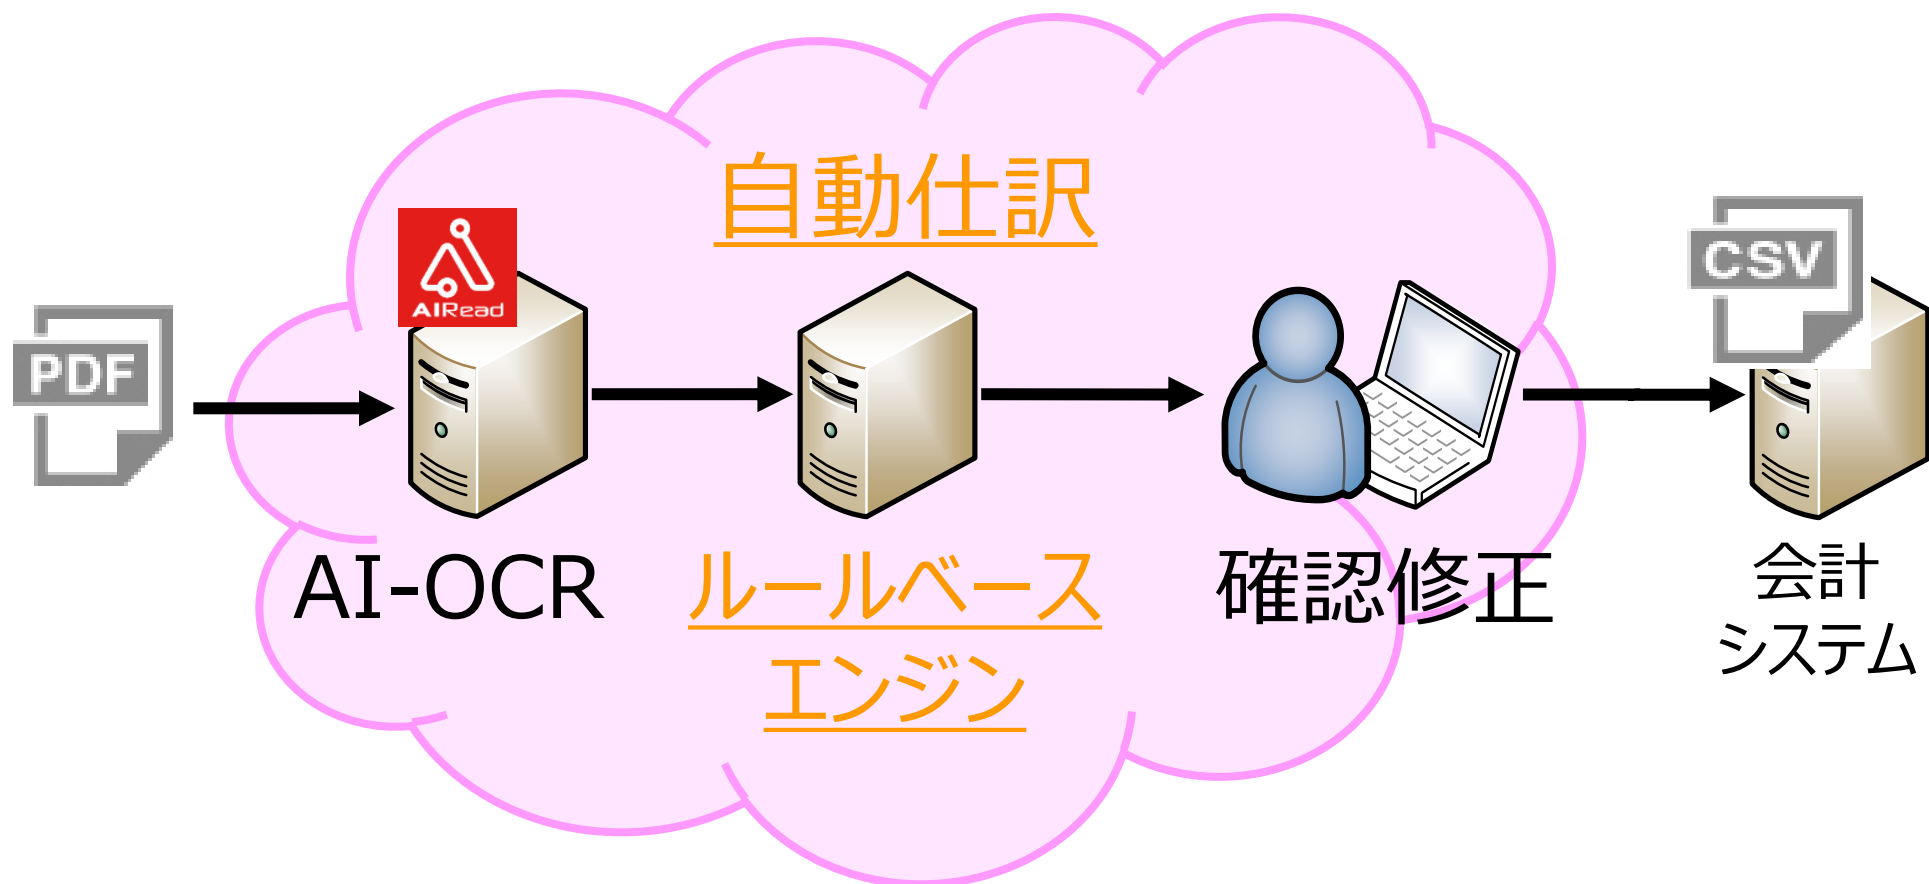 自動仕訳
AIRead
PDF
CSV
AI-OCR
ルールベース
エンジン
確認修正
会計
システム